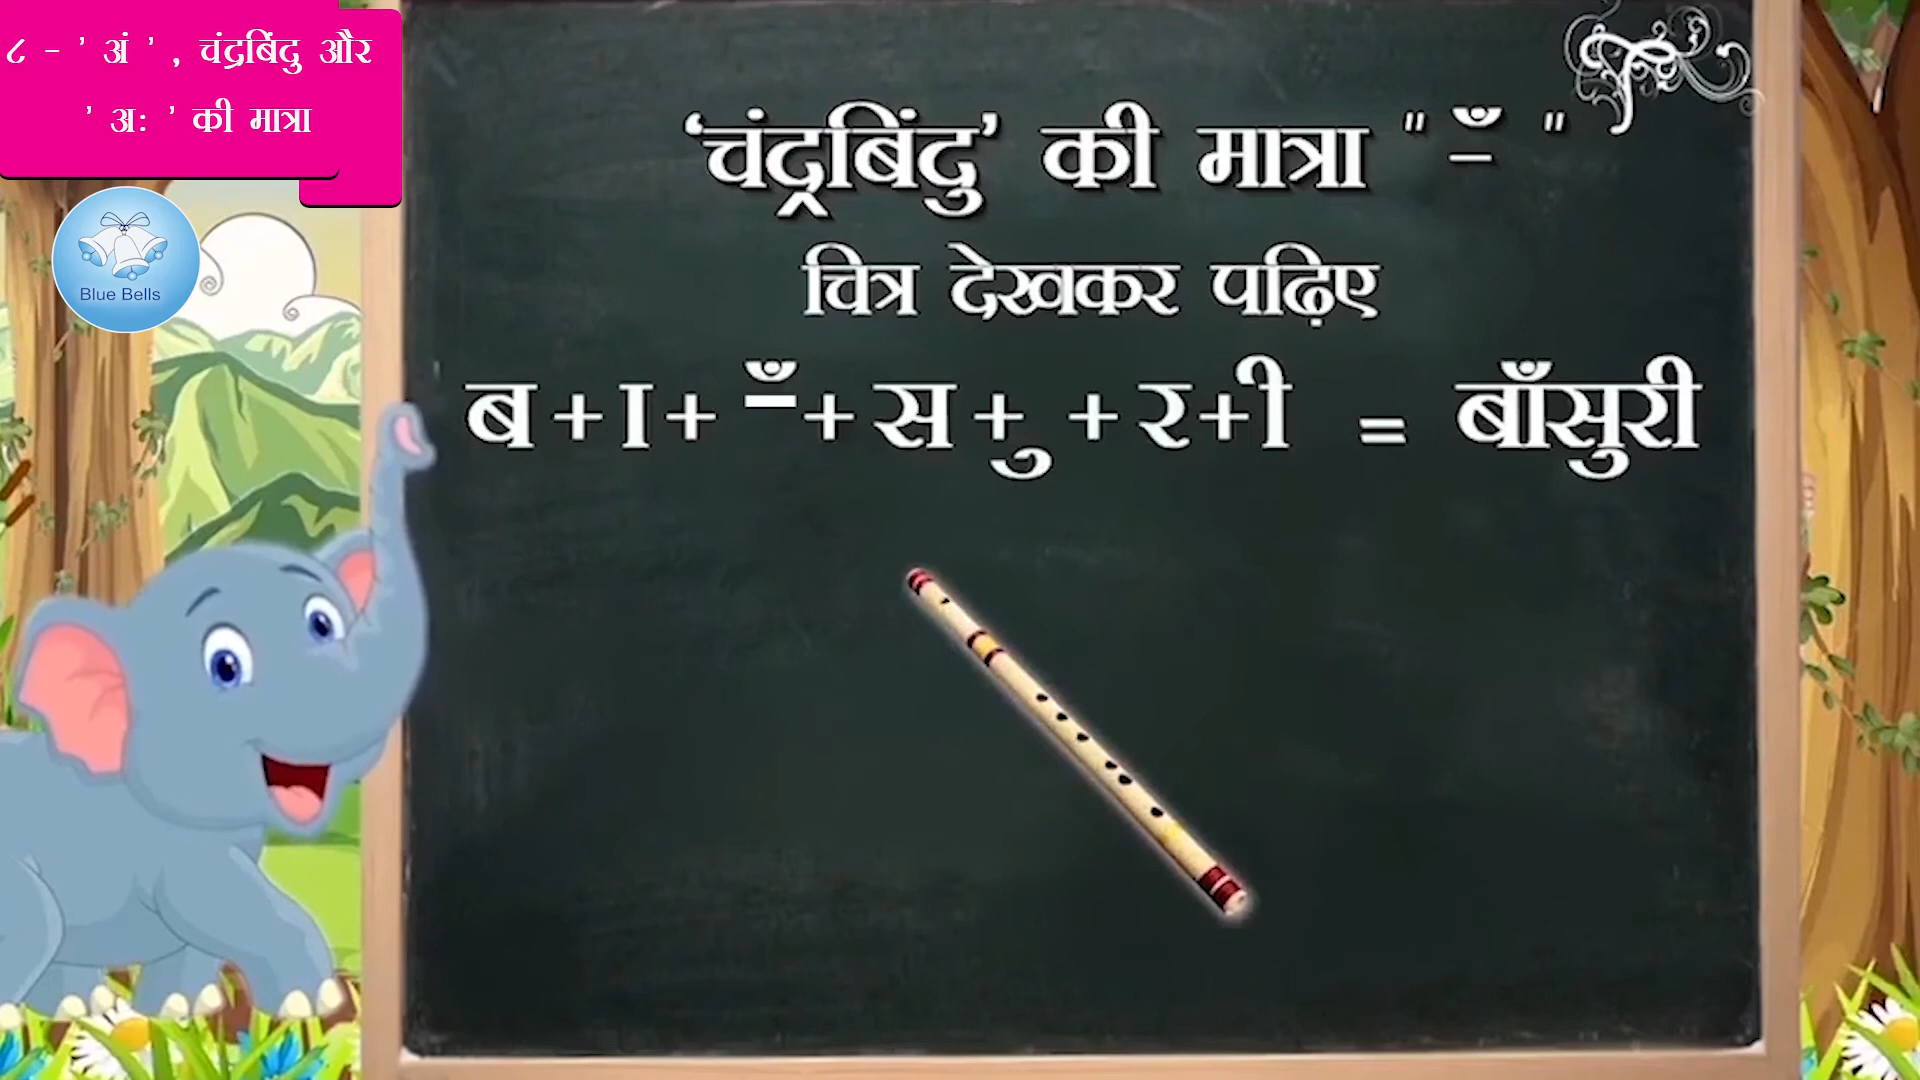 ८ - ' अं ' , चंद्रबिंदु और
' अः ' की मात्रा
Blue Bells
‘चंद्रबिंदु’ की मात्रा " ँ "
चित्र देखकर पढ़िए
ब+ा+ ँ+स+ु+र+ी = बाँसुरी